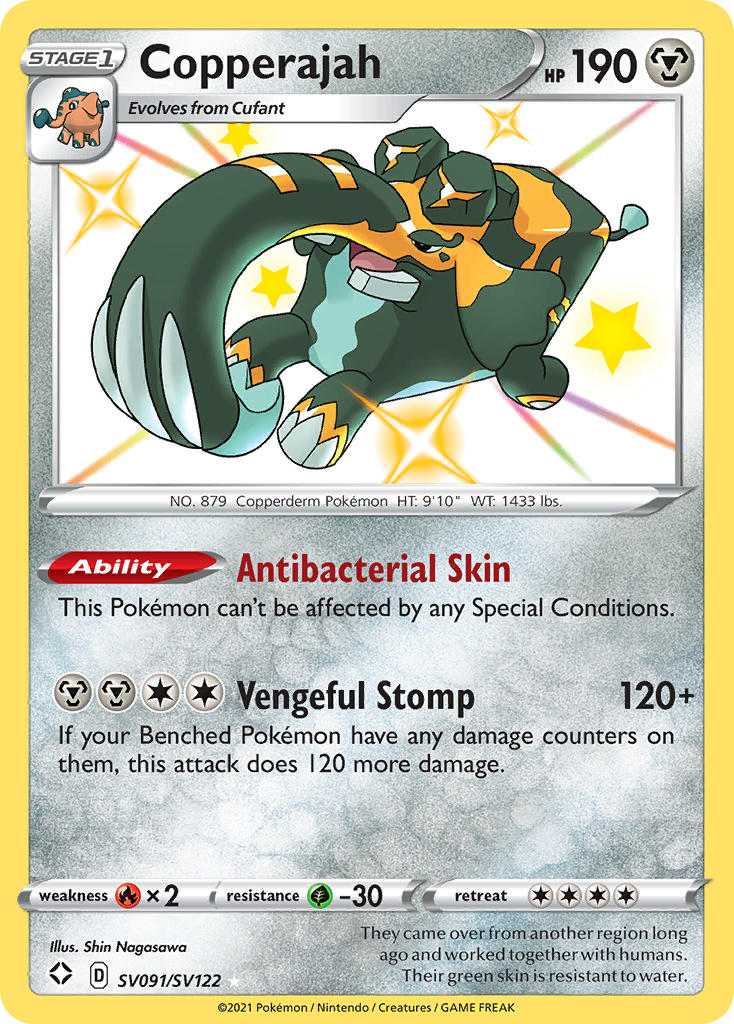 STAGE 1
Copperajah
HP 190
Evolves from Cufant
NO. 879 Copperderm Pokémon HT: 9'10" WT: 1433 lbs.
Ability
Antibacterial Skin
This Pokémon can't be affected by any Special Conditions.
Vengeful Stomp 120+
If your Benched Pokémon have any damage counters on
them, this attack does 120 more damage.
weakness ×2 resistance -30 retreat
Illus. Shin Nagasawa
D SV091/SV122
They came over from another region long
ago and worked together with humans.
Their green skin is resistant to water.
©2021 Pokémon / Nintendo / Creatures / GAME FREAK